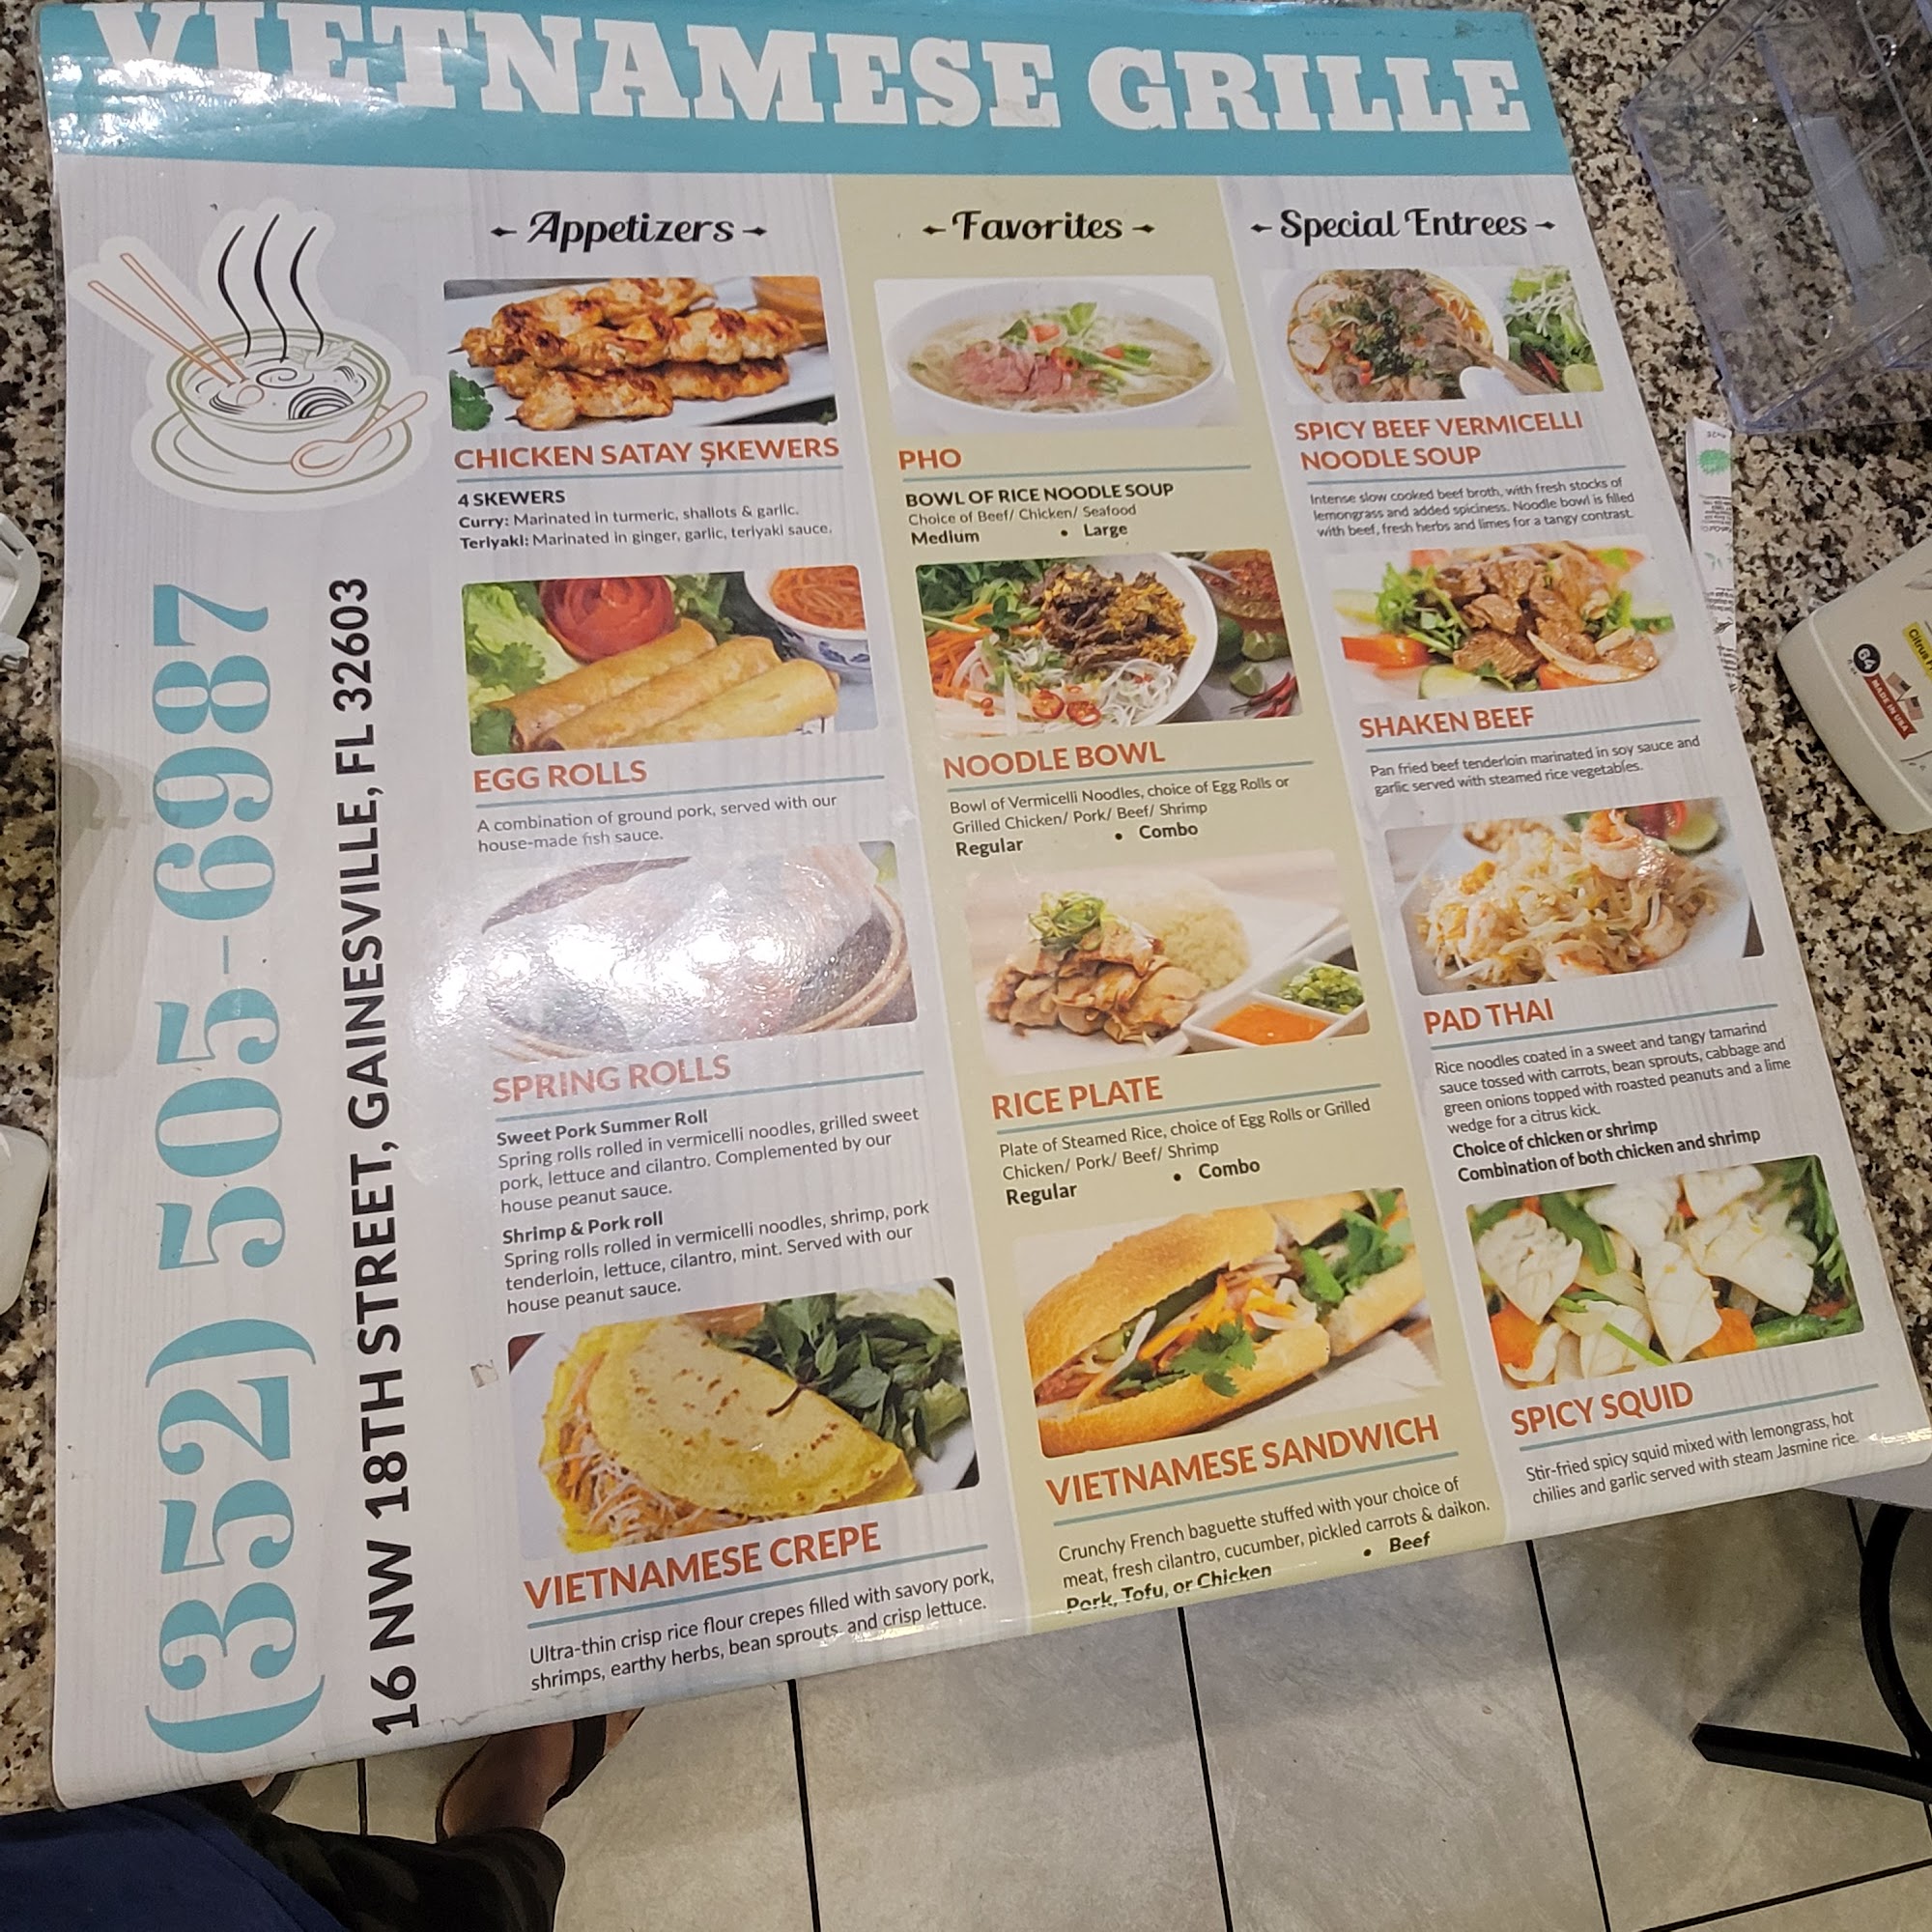 VIETNAMESE GRILLE
(352) 505-6987
16 NW 18TH STREET, GAINESVILLE, FL 32603
Appetizers
CHICKEN SATAY SKEWERS
4 SKEWERS
Curry: Marinated in turmeric, shallots & garlic.
Teriyaki: Marinated in ginger, garlic, teriyaki sauce.
EGG ROLLS
A combination of ground pork, served with our
house-made fish sauce.
SPRING ROLLS
Sweet Pork Summer Roll
Spring rolls rolled in vermicelli noodles, grilled sweet
pork, lettuce and cilantro. Complemented by our
house peanut sauce.
Shrimp & Pork roll
Spring rolls rolled in vermicelli noodles, shrimp, pork
tenderloin, lettuce, cilantro, mint. Served with our
house peanut sauce.
VIETNAMESE CREPE
Ultra-thin crisp rice flour crepes filled with savory pork,
shrimps, earthy herbs, bean sprouts and crisp lettuce.
Favorites
PHO
BOWL OF RICE NOODLE SOUP
Choice of Beef/ Chicken/ Seafood
Medium • Large
NOODLE BOWL
Bowl of Vermicelli Noodles, choice of Egg Rolls or
Grilled Chicken/ Pork/ Beef/ Shrimp
Regular • Combo
RICE PLATE
Plate of Steamed Rice, choice of Egg Rolls or Grilled
Chicken/ Pork/ Beef/ Shrimp
Regular • Combo
VIETNAMESE SANDWICH
Crunchy French baguette stuffed with your choice of
meat, fresh cilantro, cucumber, pickled carrots & daikon.
Pork, Tofu, or Chicken • Beef
Special Entrees
SPICY BEEF VERMICELLI
NOODLE SOUP
Intense slow cooked beef broth, with fresh stocks of
lemongrass and added spiciness. Noodle bowl is filled
with beef, fresh herbs and limes for a tangy contrast.
SHAKEN BEEF
Pan fried beef tenderloin marinated in soy sauce and
garlic served with steamed rice vegetables.
PAD THAI
Rice noodles coated in a sweet and tangy tamarind
sauce tossed with carrots, bean sprouts, cabbage and
green onions topped with roasted peanuts and a lime
wedge for a citrus kick.
Choice of chicken or shrimp
Combination of both chicken and shrimp
SPICY SQUID
Stir-fried spicy squid mixed with lemongrass, hot
chilies and garlic served with steam Jasmine rice.
Citrus
64
MADE IN USA